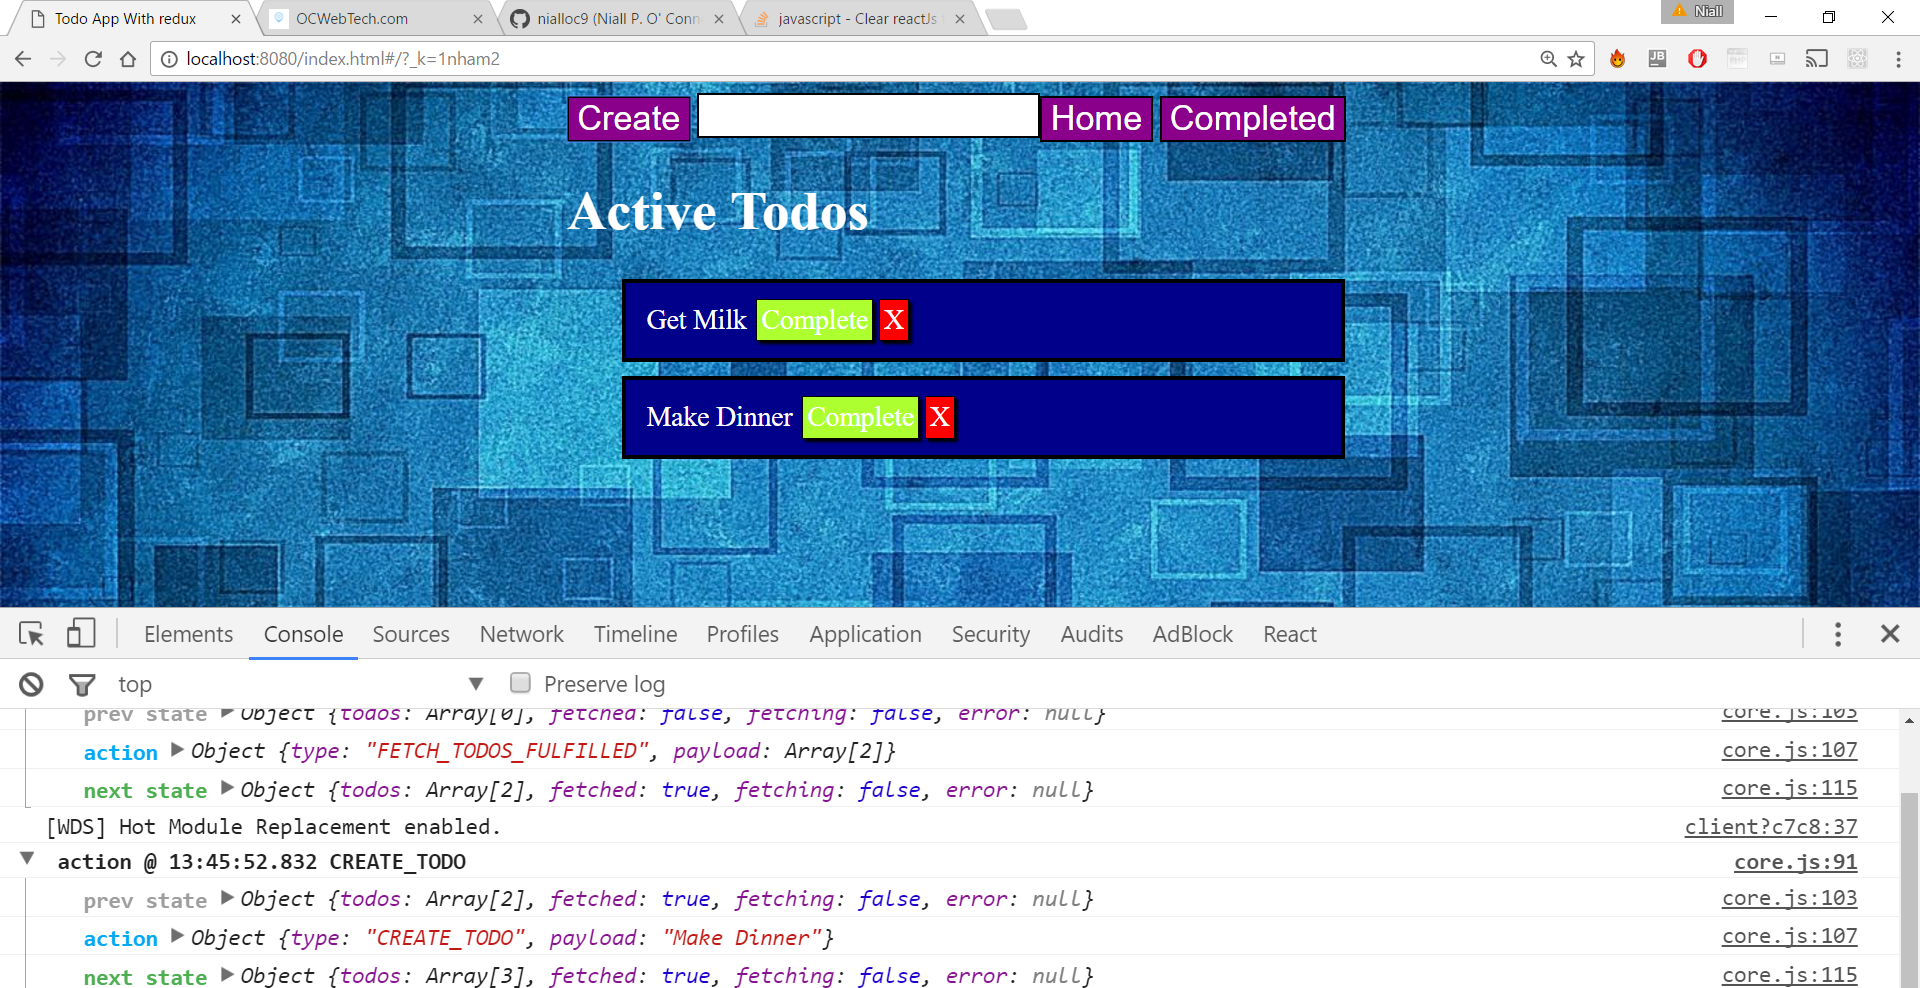 Todo App With redux
OCWebTech.com
nialloc9 (Niall P. O' Conn
javascript - Clear reactJs
Niall
localhost:8080/index.html#/?_k=1nham2
Create
Home
Completed
Active Todos
Get Milk Complete X
Make Dinner Complete X
Elements Console Sources Network Timeline Profiles Application Security Audits AdBlock React
top Preserve log
prev state Object {todos: Array[0], fetched: false, fetching: false, error: null} core.js:103
action Object {type: "FETCH_TODOS_FULFILLED", payload: Array[2]} core.js:107
next state Object {todos: Array[2], fetched: true, fetching: false, error: null} core.js:115
[WDS] Hot Module Replacement enabled. client?c7c8:37
action @ 13:45:52.832 CREATE_TODO core.js:91
prev state Object {todos: Array[2], fetched: true, fetching: false, error: null} core.js:103
action Object {type: "CREATE_TODO", payload: "Make Dinner"} core.js:107
next state Object {todos: Array[3], fetched: true, fetching: false, error: null} core.js:115